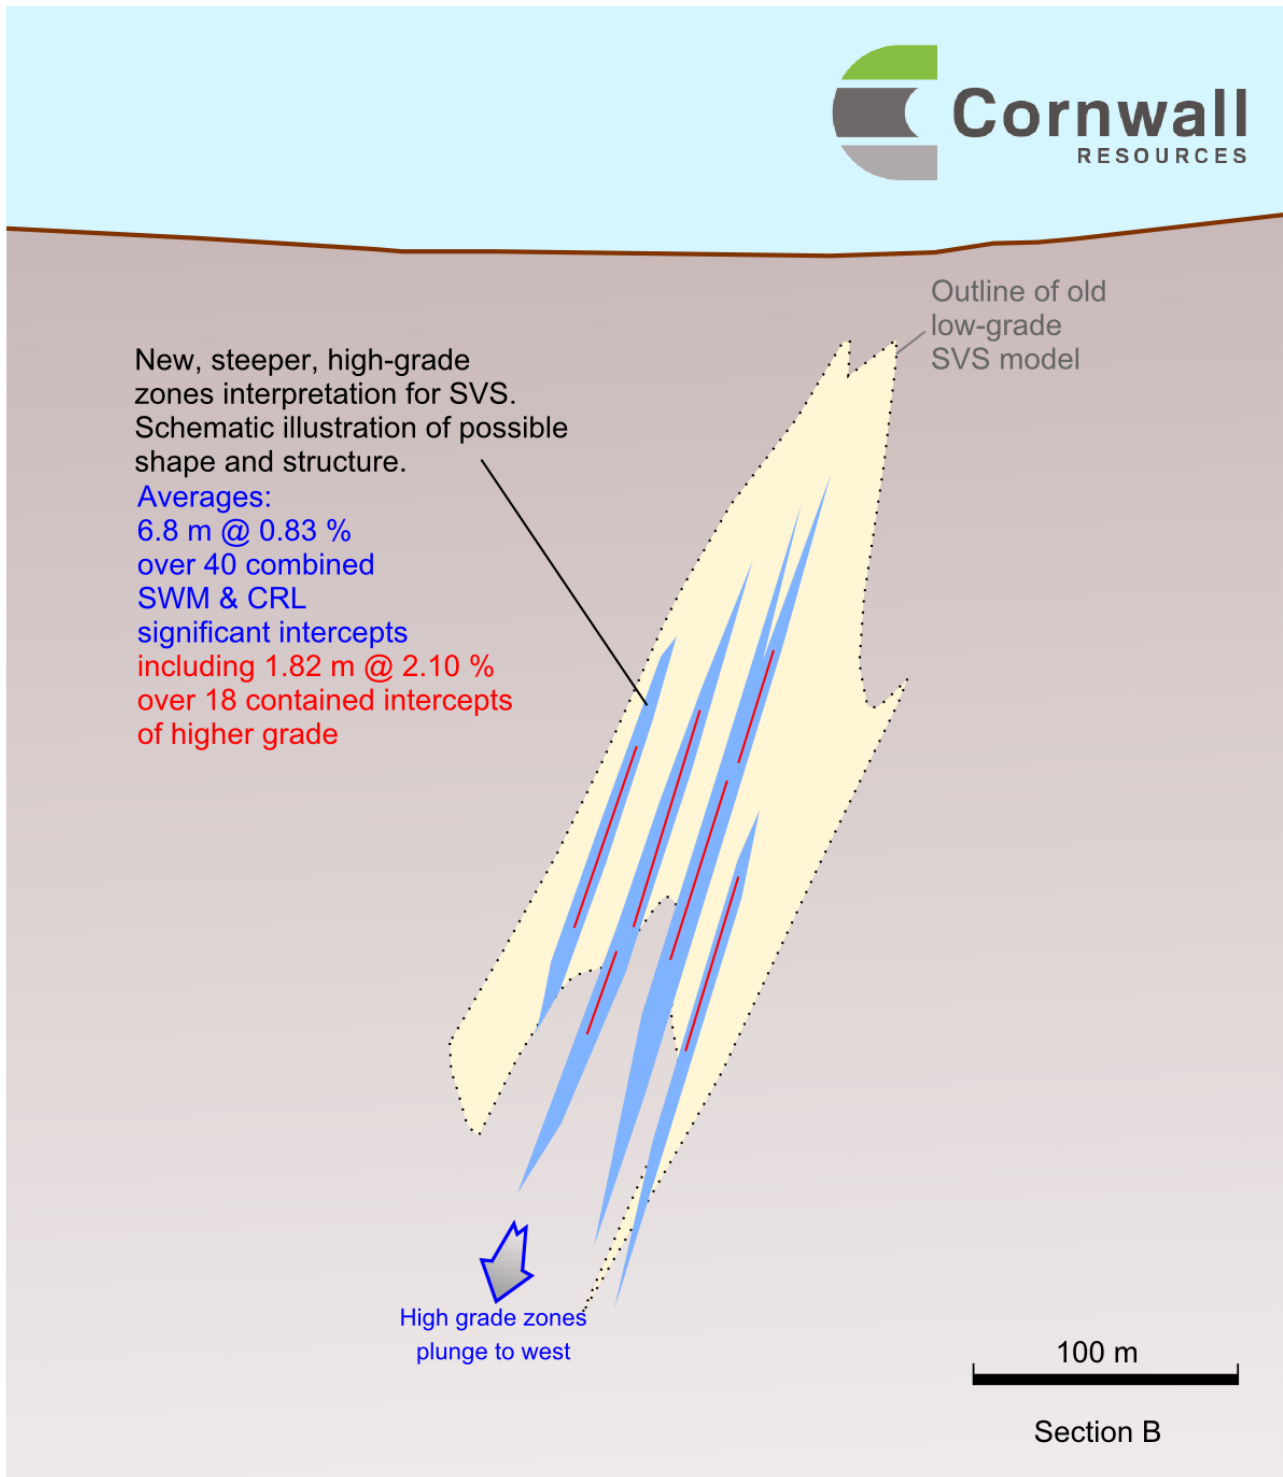 Cornwall
RESOURCES
Outline of old
low-grade
SVS model
New, steeper, high-grade
zones interpretation for SVS.
Schematic illustration of possible
shape and structure.
Averages:
6.8 m @ 0.83 %
over 40 combined
SWM & CRL
significant intercepts
including 1.82 m @ 2.10 %
over 18 contained intercepts
of higher grade
High grade zones
plunge to west
100 m
Section B